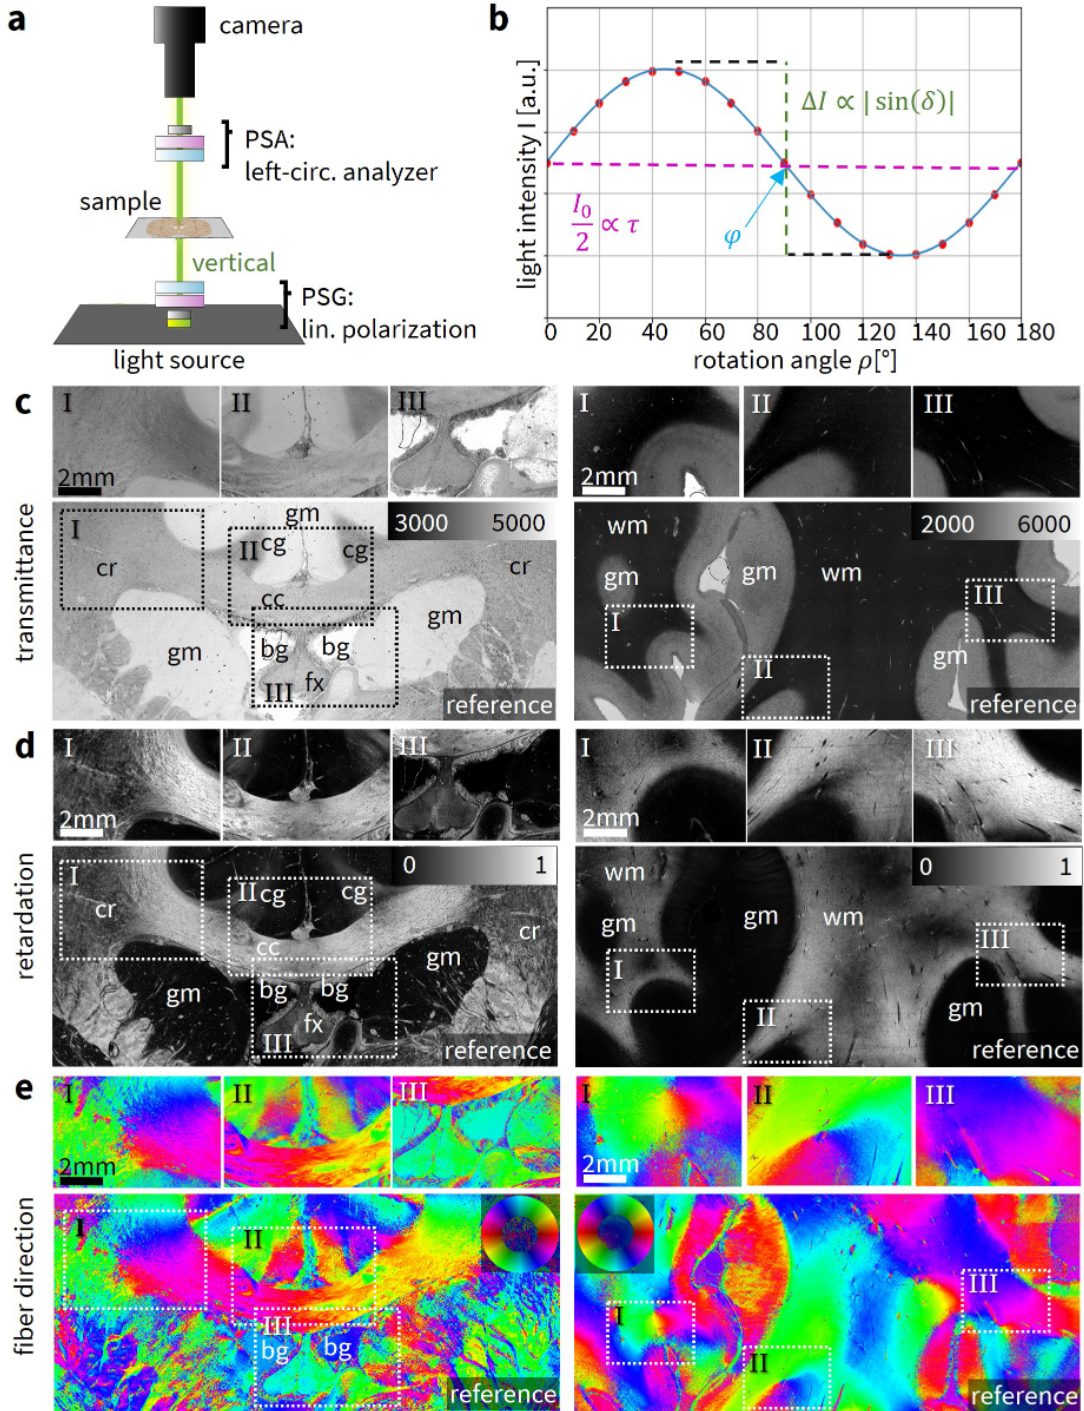 a
camera
PSA:
left-circ. analyzer
sample
vertical
PSG:
lin. polarization
light source
b
light intensity I [a.u.]
ΔI ∝ | sin(δ)|
I₀/2 ∝ τ
φ
0 20 40 60 80 100 120 140 160 180
rotation angle ρ[°]
c
transmittance
I II III
2mm
I gm 3000 5000
II cg cg
cr cr
cc
gm gm
bg bg
III fx
reference
I II III
2mm
wm 2000 6000
gm gm wm
I III
II gm
reference
d
retardation
I II III
2mm
I 0 1
II cg cg
cr cr
cc
gm gm
bg bg
fx
III
reference
I II III
2mm
0 1
wm
gm gm wm
I III
II gm
reference
e
fiber direction
I II III
2mm
I
II
III
bg bg
reference
I II III
2mm
I III
II
reference